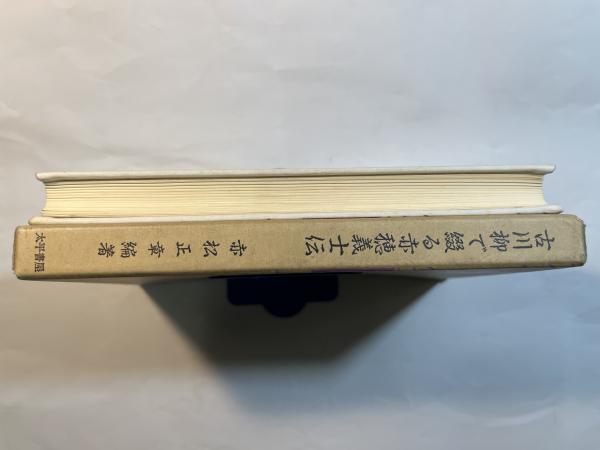 古川柳で綴る赤穂義士伝
赤松正章 編著
太平書屋